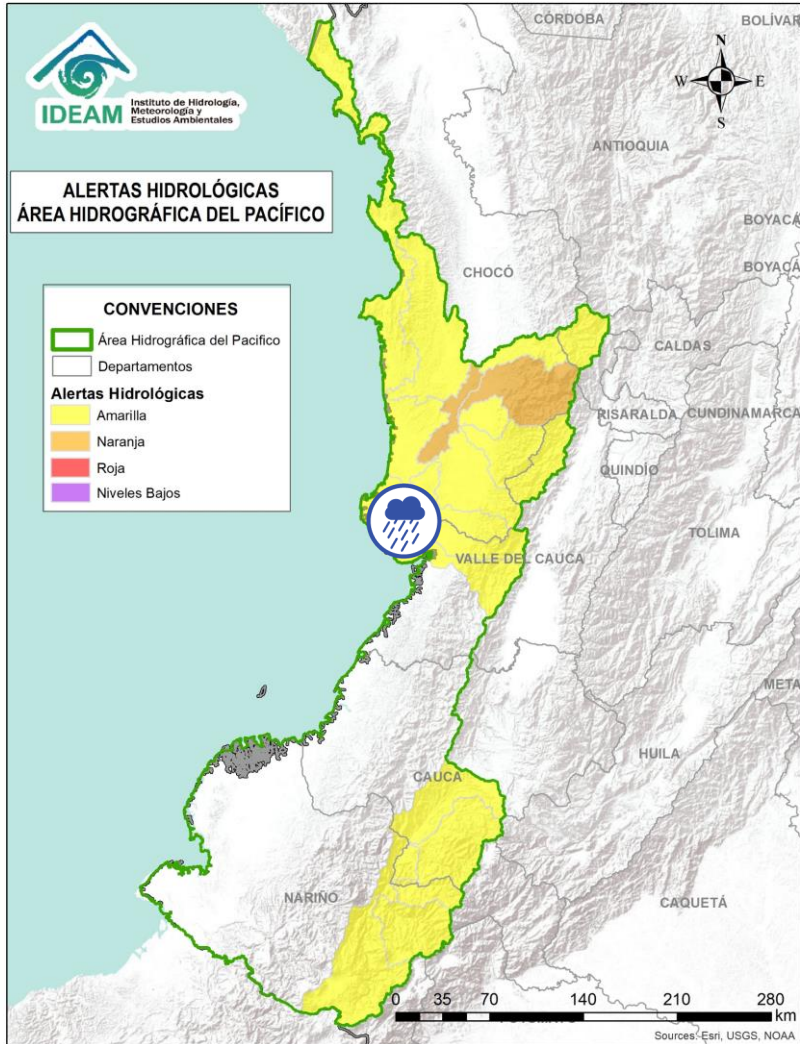 CÓRDOBA
BOLÍVAR
N
W
E
S
IDEAM
Instituto de Hidrología,
Meteorología y
Estudios Ambientales
ANTIOQUIA
ALERTAS HIDROLÓGICAS
ÁREA HIDROGRÁFICA DEL PACÍFICO
BOYACÁ
BOYACÁ
CHOCÓ
CONVENCIONES
Área Hidrográfica del Pacífico
Departamentos
Alertas Hidrológicas
Amarilla
Naranja
Roja
Niveles Bajos
CALDAS
RISARALDA
CUNDINAMARCA
QUINDÍO
TOLIMA
VALLE DEL CAUCA
META
HUILA
CAUCA
NARIÑO
CAQUETÁ
0 35 70 140 210 280
km
Sources: Esri, USGS, NOAA